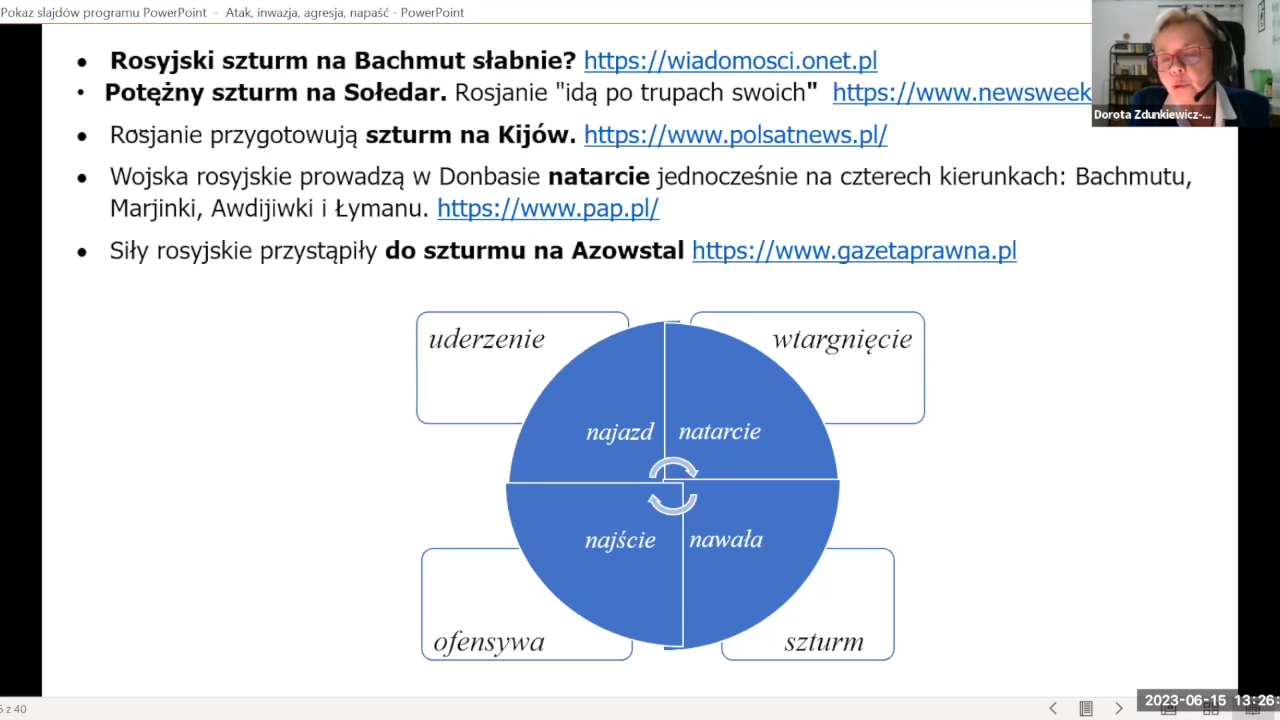 Pokaz slajdów programu PowerPoint - Atak, inwazja, agresja, napaść - PowerPoint
• Rosyjski szturm na Bachmut słabnie? https://wiadomosci.onet.pl
• Potężny szturm na Sołedar. Rosjanie "idą po trupach swoich" https://www.newsweek
Dorota Zdunkiewicz-...
• Rosjanie przygotowują szturm na Kijów. https://www.polsatnews.pl/
• Wojska rosyjskie prowadzą w Donbasie natarcie jednocześnie na czterech kierunkach: Bachmutu,
Marjinki, Awdijiwki i Łymanu. https://www.pap.pl/
• Siły rosyjskie przystąpiły do szturmu na Azowstal https://www.gazetaprawna.pl
uderzenie wtargnięcie
najazd natarcie
najście nawała
ofensywa szturm
z 40
2023-06-15 13:26: